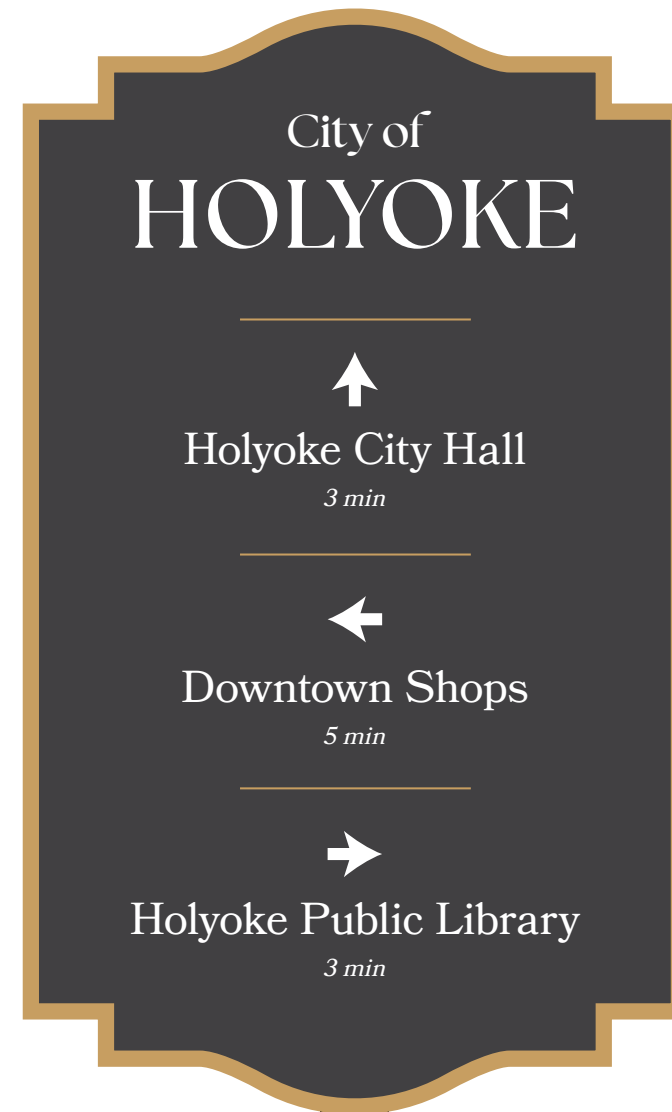 City of
HOLYOKE
Holyoke City Hall
3 min
Downtown Shops
5 min
Holyoke Public Library
3 min